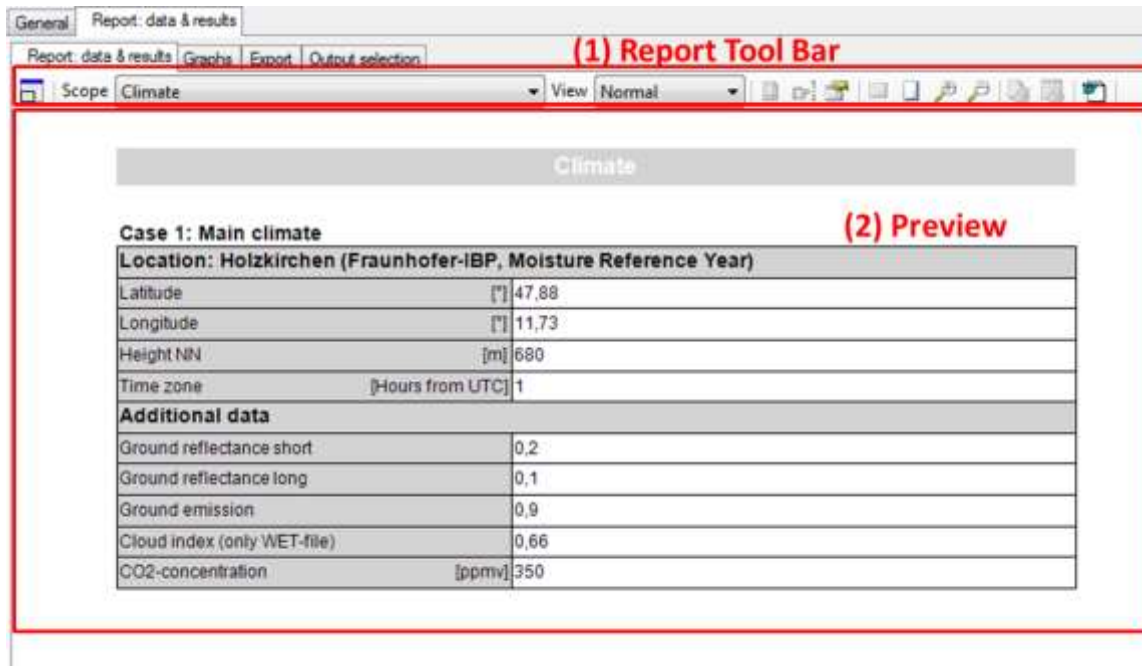 General Report: data & results
Report: data & results Graphs Export Output selection
(1) Report Tool Bar
Scope Climate View Normal
Climate
(2) Preview
Case 1: Main climate
Location: Holzkirchen (Fraunhofer-IBP, Moisture Reference Year)
Latitude [°] 47,88
Longitude [°] 11,73
Height NN [m] 680
Time zone [Hours from UTC] 1
Additional data
Ground reflectance short 0,2
Ground reflectance long 0,1
Ground emission 0,9
Cloud index (only WET-file) 0,66
CO2-concentration [ppmv] 350